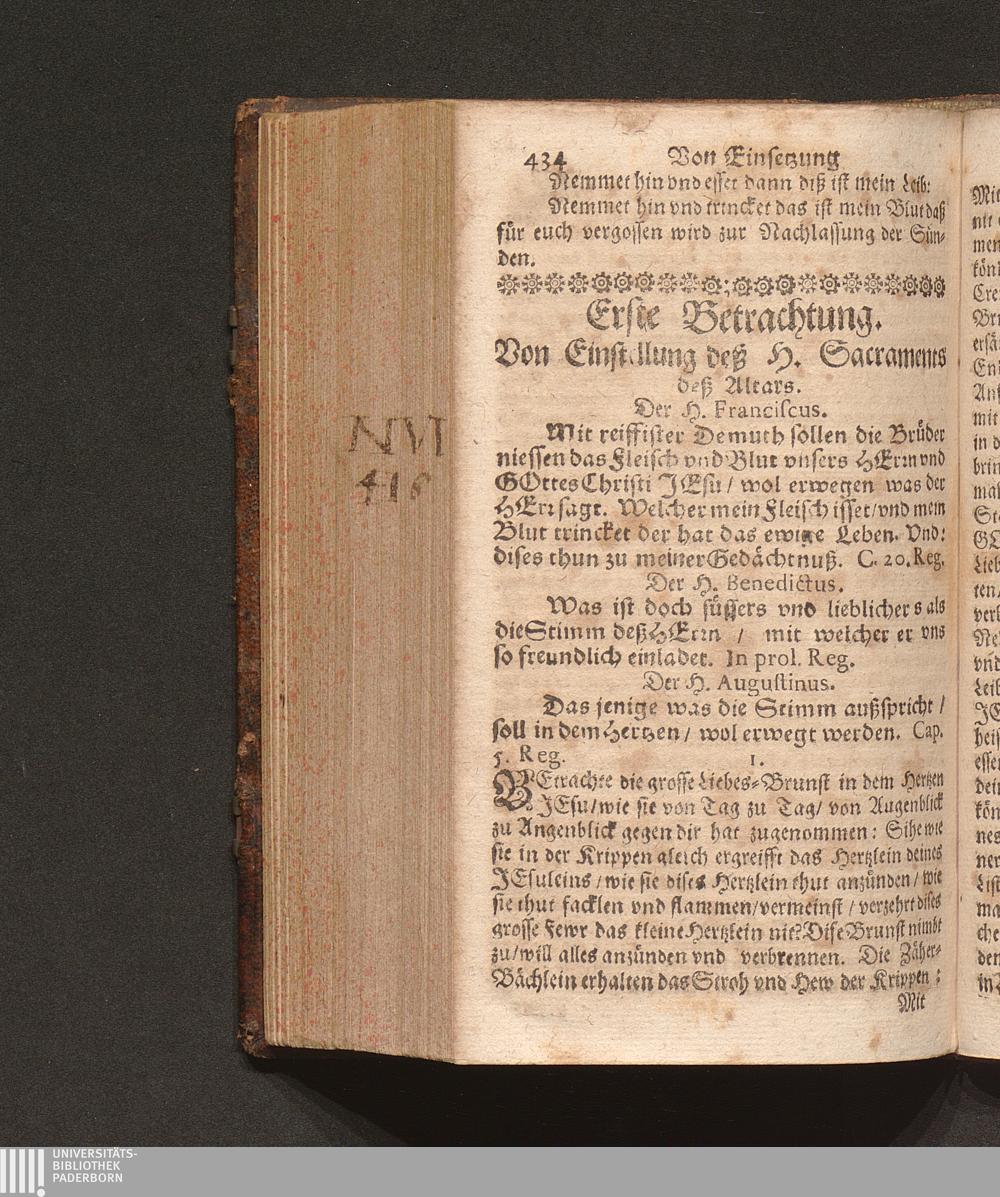 434 Von Einsetzung
Nemmet hin vnd esset dann diß ist mein Leib:
Nemmet hin vnd trincket das ist mein Blut daß
für euch vergossen wird zur Nachlassung der Sün-
den.
Erste Betrachtung.
Von Einstellung deß H. Sacraments
deß Altars.
Der H. Franciscus.
Mit reiffister Demuth sollen die Brüder
niessen das Fleisch vnd Blut vnsers HErrn vnd
GOttes Christi JEsu / wol erwegen was der
HErr sagt. Welcher mein Fleisch isset / vnd mein
Blut trincket der hat das ewige Leben. Vnd:
dises thun zu meiner Gedächtnuß. C. 20. Reg.
Der H. Benedictus.
Was ist doch süssers vnd lieblichers als
die Stimm deß HErrn / mit welcher er vns
so freundlich einladet. In prol. Reg.
Der H. Augustinus.
Das jenige was die Stimm außspricht /
soll in dem Hertzen / wol erwegt werden. Cap.
5. Reg. 1.
BEtrachte die grosse Liebes-Brunst in dem Hertzen
JEsu / wie sie von Tag zu Tag / von Augenblick
zu Angenblick gegen dir hat zugenommen: Sihe wie
sie in der Krippen gleich ergreifft das Hertzlein deines
JEsuleins / wie sie dises Hertzlein thut anzünden / wie
sie thut facklen vnd flammen / vermeinst / verzehrt dises
grosse Fewr das kleine Hertzlein nit? Dise Brunst nimbt
zu / will alles anzünden vnd verbrennen. Die Zäher-
Bächlein erhalten das Stroh vnd Hew der Krippen:
Mit
NVI
416
UNIVERSITÄTS-
BIBLIOTHEK
PADERBORN